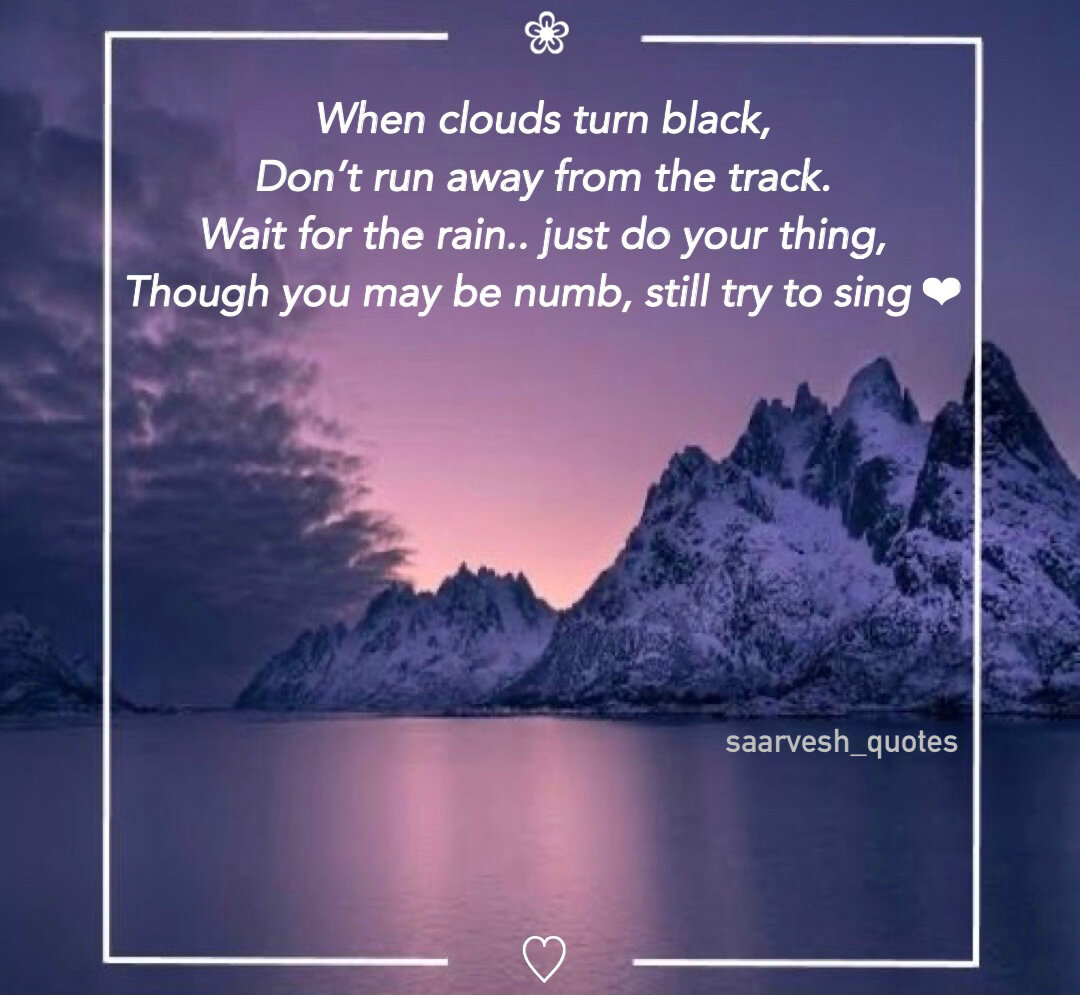 When clouds turn black,
Don’t run away from the track.
Wait for the rain.. just do your thing,
Though you may be numb, still try to sing ❤
saarvesh_quotes